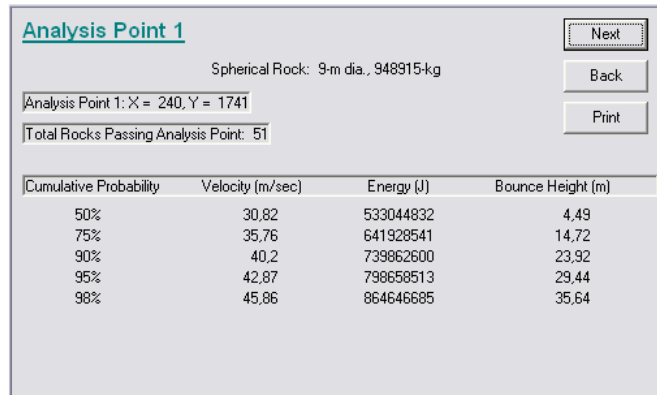 Analysis Point 1
Next
Spherical Rock: 9-m dia., 948915-kg
Back
Analysis Point 1: X = 240, Y = 1741
Print
Total Rocks Passing Analysis Point: 51
Cumulative Probability Velocity (m/sec) Energy (J) Bounce Height (m)
50% 30,82 533044832 4,49
75% 35,76 641928541 14,72
90% 40,2 739862600 23,92
95% 42,87 798658513 29,44
98% 45,86 864646685 35,64